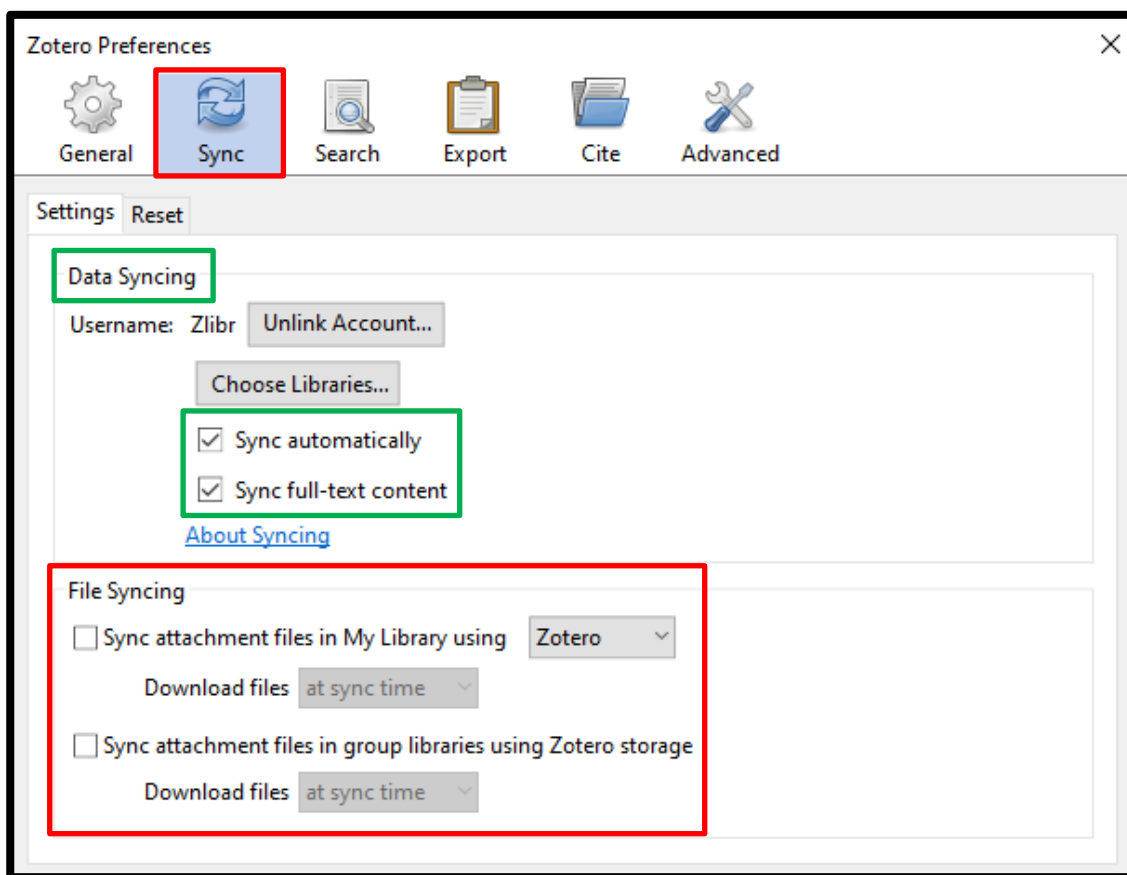 Zotero Preferences
General Sync Search Export Cite Advanced
Settings Reset
Data Syncing
Username: Zlibr Unlink Account...
Choose Libraries...
Sync automatically
Sync full-text content
About Syncing
File Syncing
Sync attachment files in My Library using Zotero
Download files at sync time
Sync attachment files in group libraries using Zotero storage
Download files at sync time